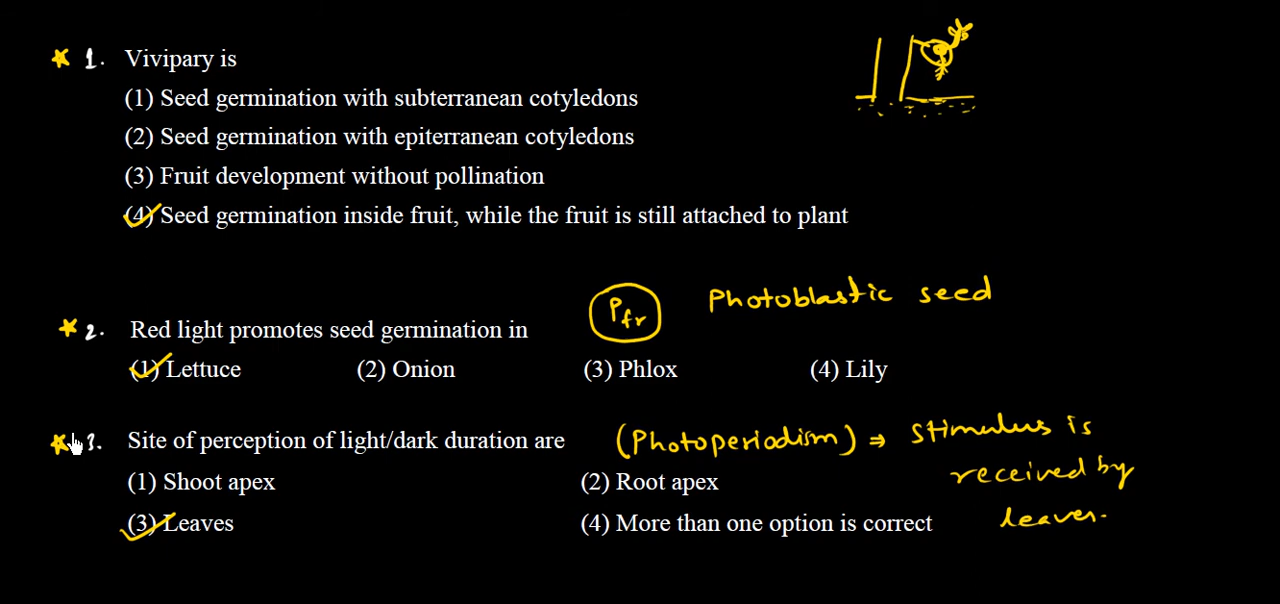 1. Vivipary is
(1) Seed germination with subterranean cotyledons
(2) Seed germination with epiterranean cotyledons
(3) Fruit development without pollination
(4) Seed germination inside fruit, while the fruit is still attached to plant
Pfr Photoblastic seed
2. Red light promotes seed germination in
(1) Lettuce (2) Onion (3) Phlox (4) Lily
3. Site of perception of light/dark duration are (Photoperiodism) ⇒ Stimulus is
received by
leaves.
(1) Shoot apex (2) Root apex
(3) Leaves (4) More than one option is correct